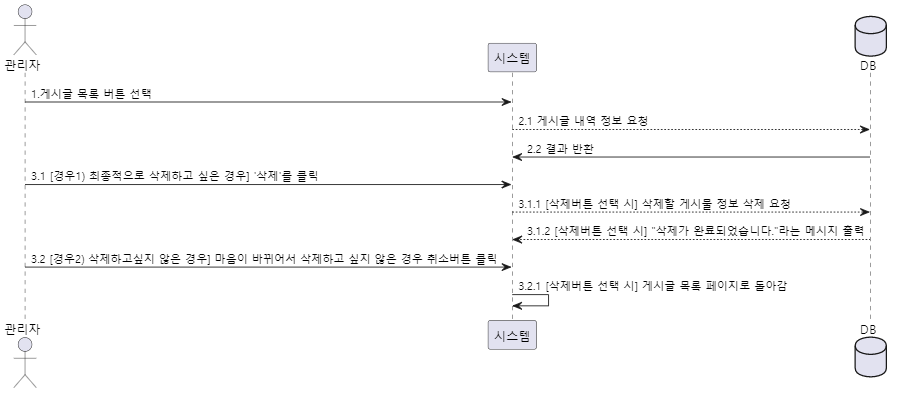 관리자
시스템
DB
1.게시글 목록 버튼 선택
2.1 게시글 내역 정보 요청
2.2 결과 반환
3.1 [경우1) 최종적으로 삭제하고 싶은 경우] '삭제'를 클릭
3.1.1 [삭제버튼 선택 시] 삭제할 게시물 정보 삭제 요청
3.1.2 [삭제버튼 선택 시] "삭제가 완료되었습니다."라는 메시지 출력
3.2 [경우2) 삭제하고싶지 않은 경우] 마음이 바뀌어서 삭제하고 싶지 않은 경우 취소버튼 클릭
3.2.1 [삭제버튼 선택 시] 게시글 목록 페이지로 돌아감
관리자
시스템
DB